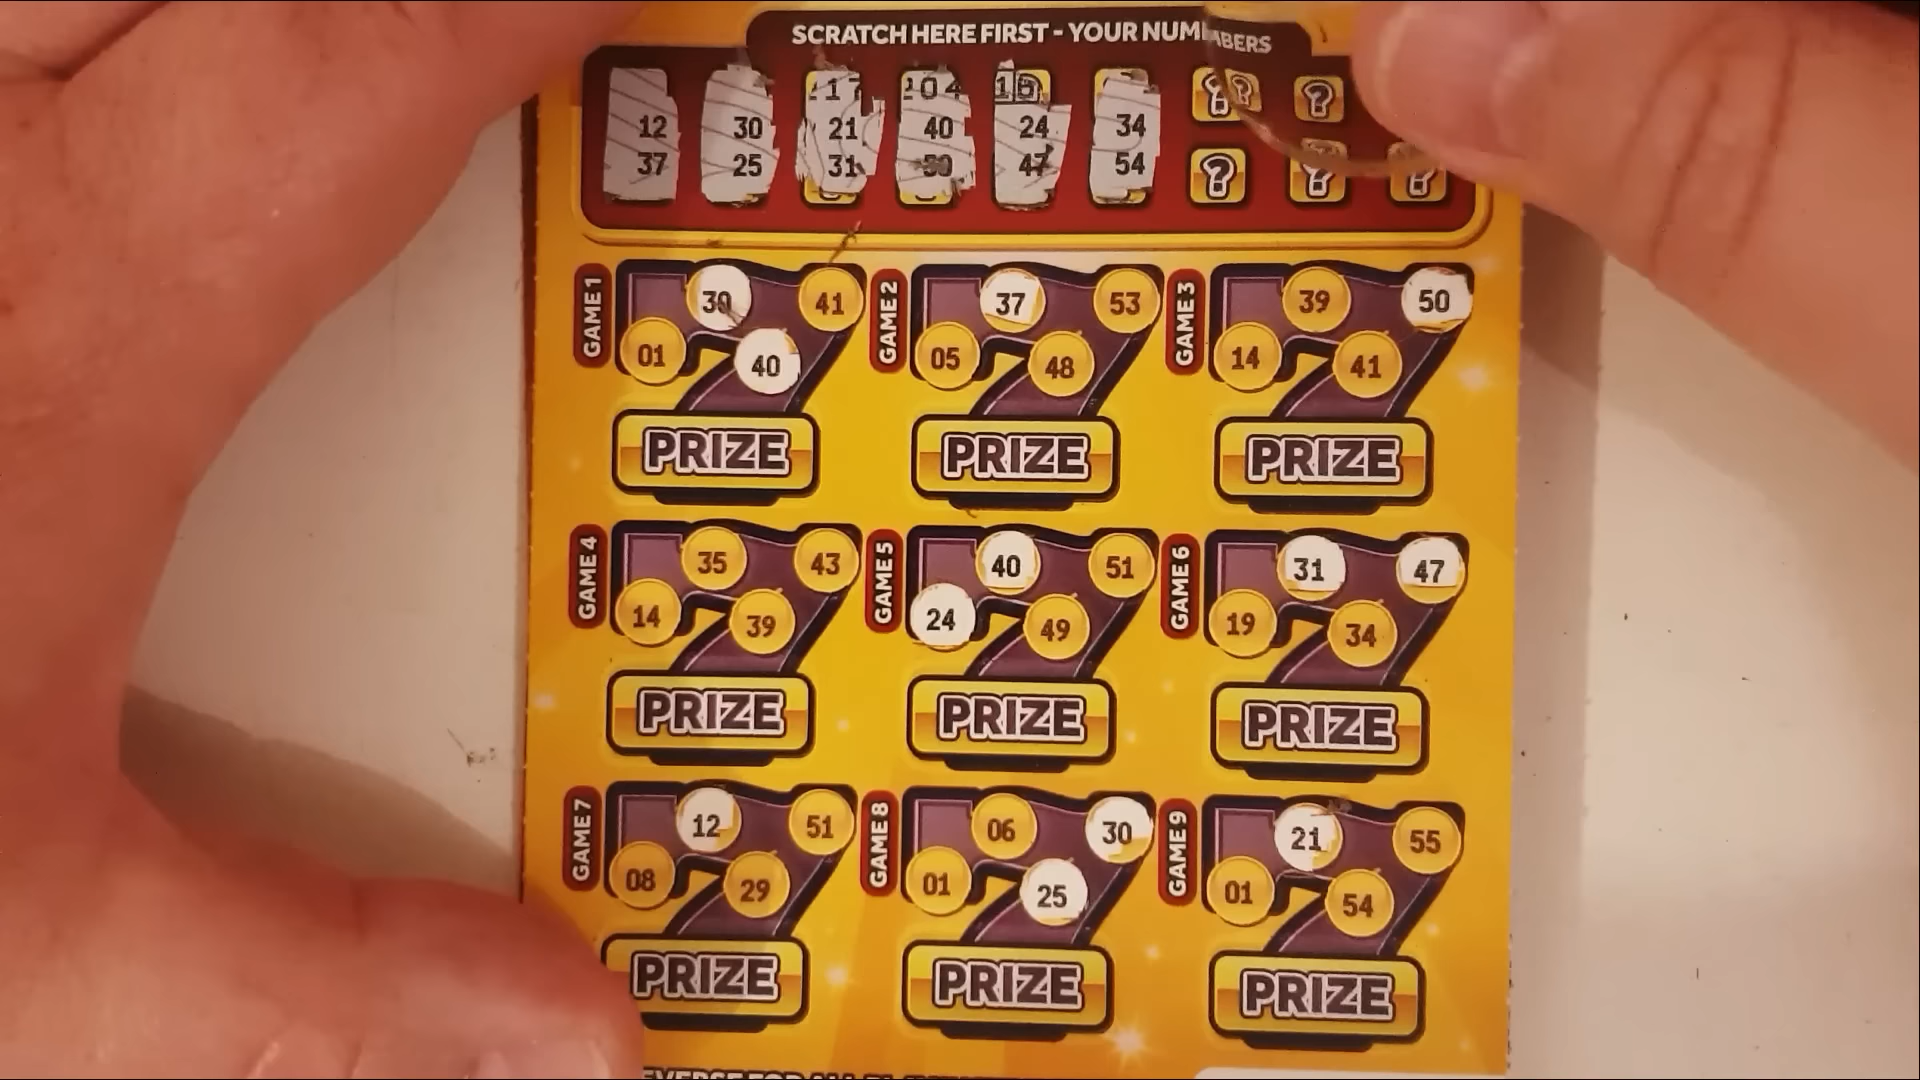 SCRATCH HERE FIRST - YOUR NUMBERS
17 04 16
12 30 21 40 24 34
37 25 31 50 47 54
? ? ?
? ? ?
GAME 1 30 41 01 40 PRIZE
GAME 2 37 53 05 48 PRIZE
GAME 3 39 50 14 41 PRIZE
GAME 4 35 43 14 39 PRIZE
GAME 5 40 51 24 49 PRIZE
GAME 6 31 47 19 34 PRIZE
GAME 7 12 51 08 29 PRIZE
GAME 8 06 30 01 25 PRIZE
GAME 9 21 55 01 54 PRIZE